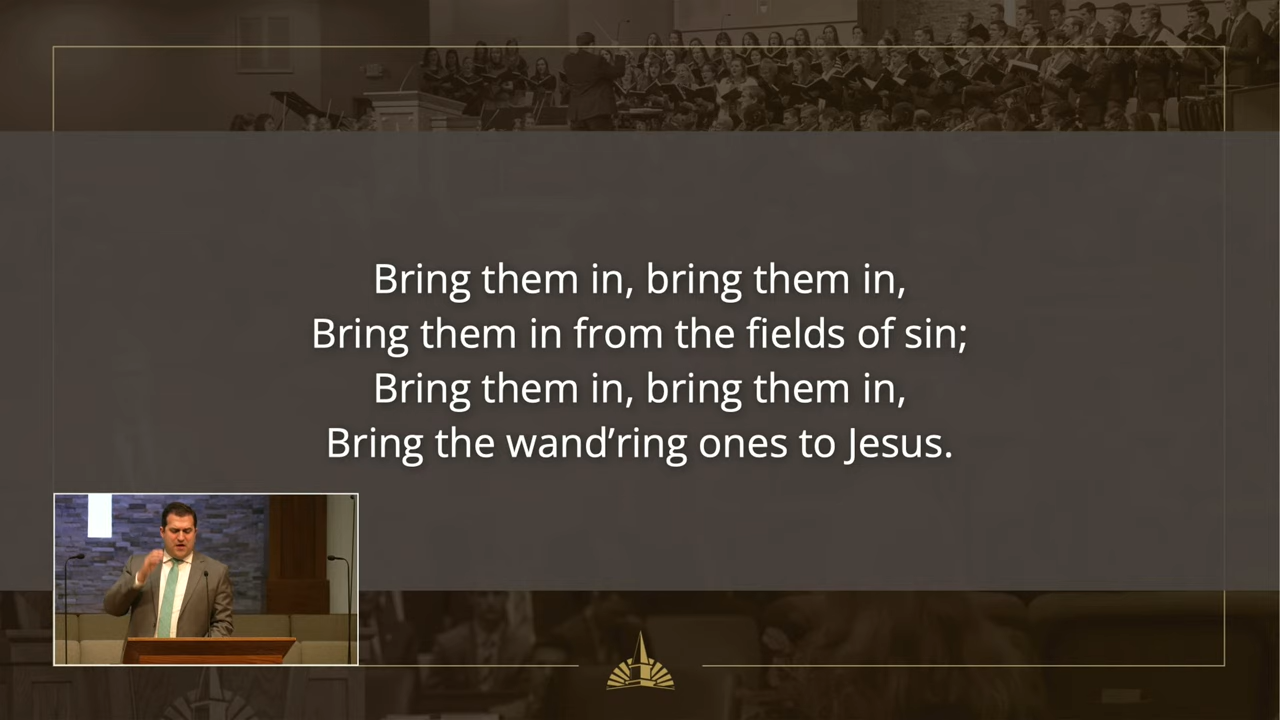 Bring them in, bring them in,
Bring them in from the fields of sin;
Bring them in, bring them in,
Bring the wand’ring ones to Jesus.